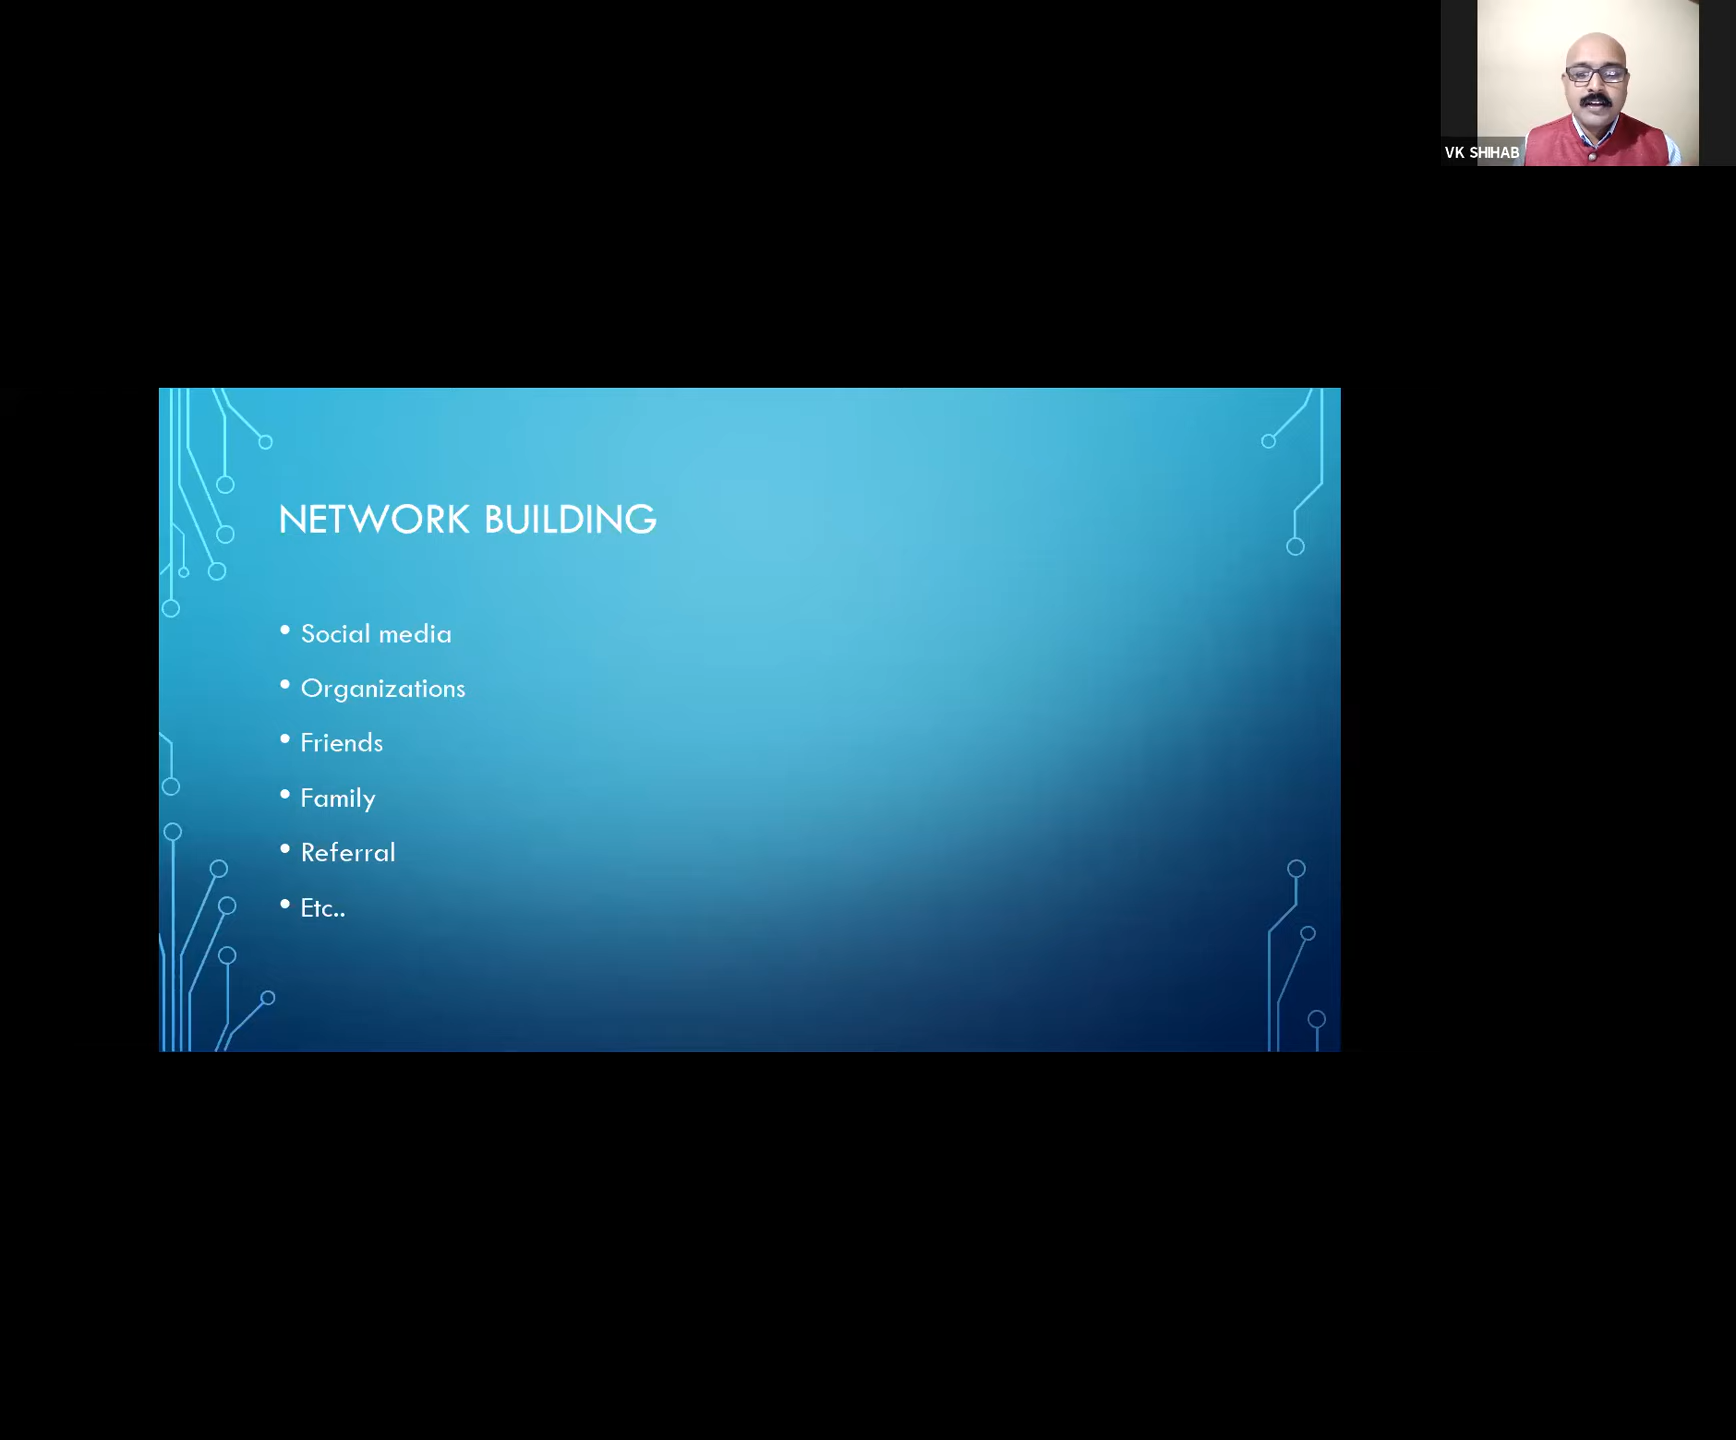 VK SHIHAB
NETWORK BUILDING
• Social media
• Organizations
• Friends
• Family
• Referral
• Etc..